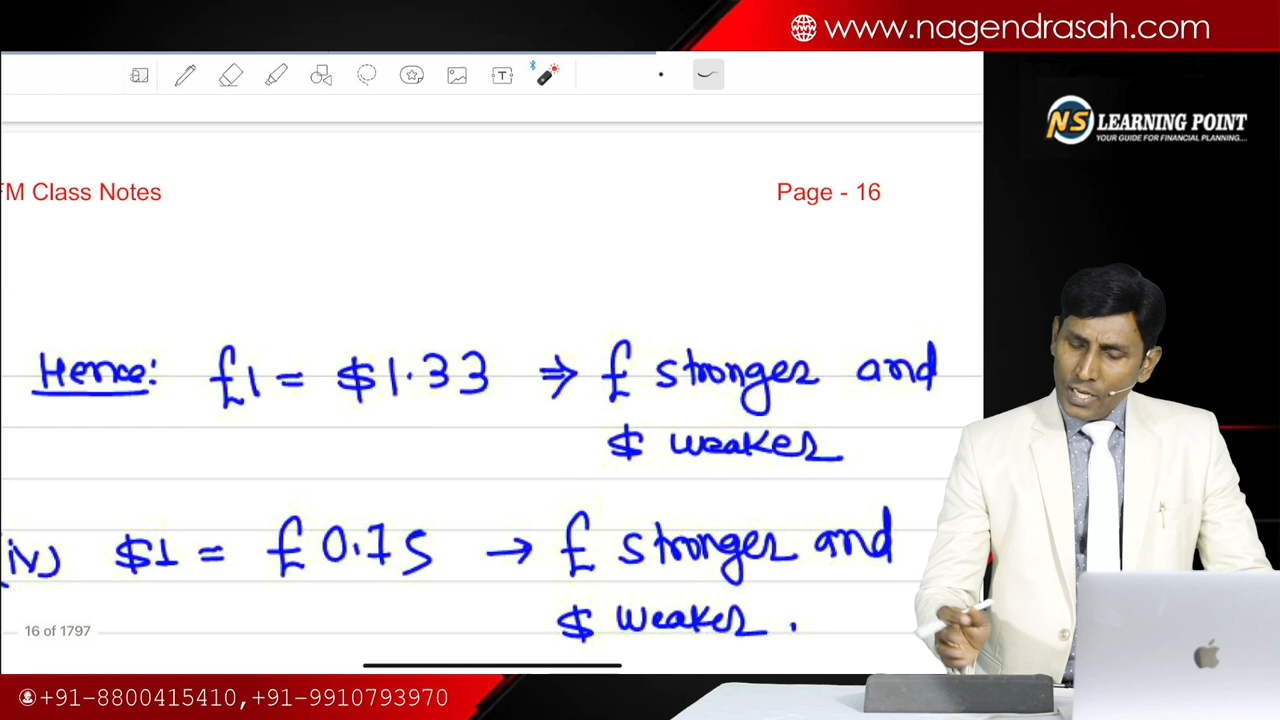 www.nagendrasah.com
NS LEARNING POINT
YOUR GUIDE FOR FINANCIAL PLANNING....
T
FM Class Notes
Page - 16
Hence: £1 = $1.33 ⇒ £ stronger and
$ weaker
(iv) $1 = £0.75 → £ stronger and
$ weaker.
16 of 1797
+91-8800415410,+91-9910793970